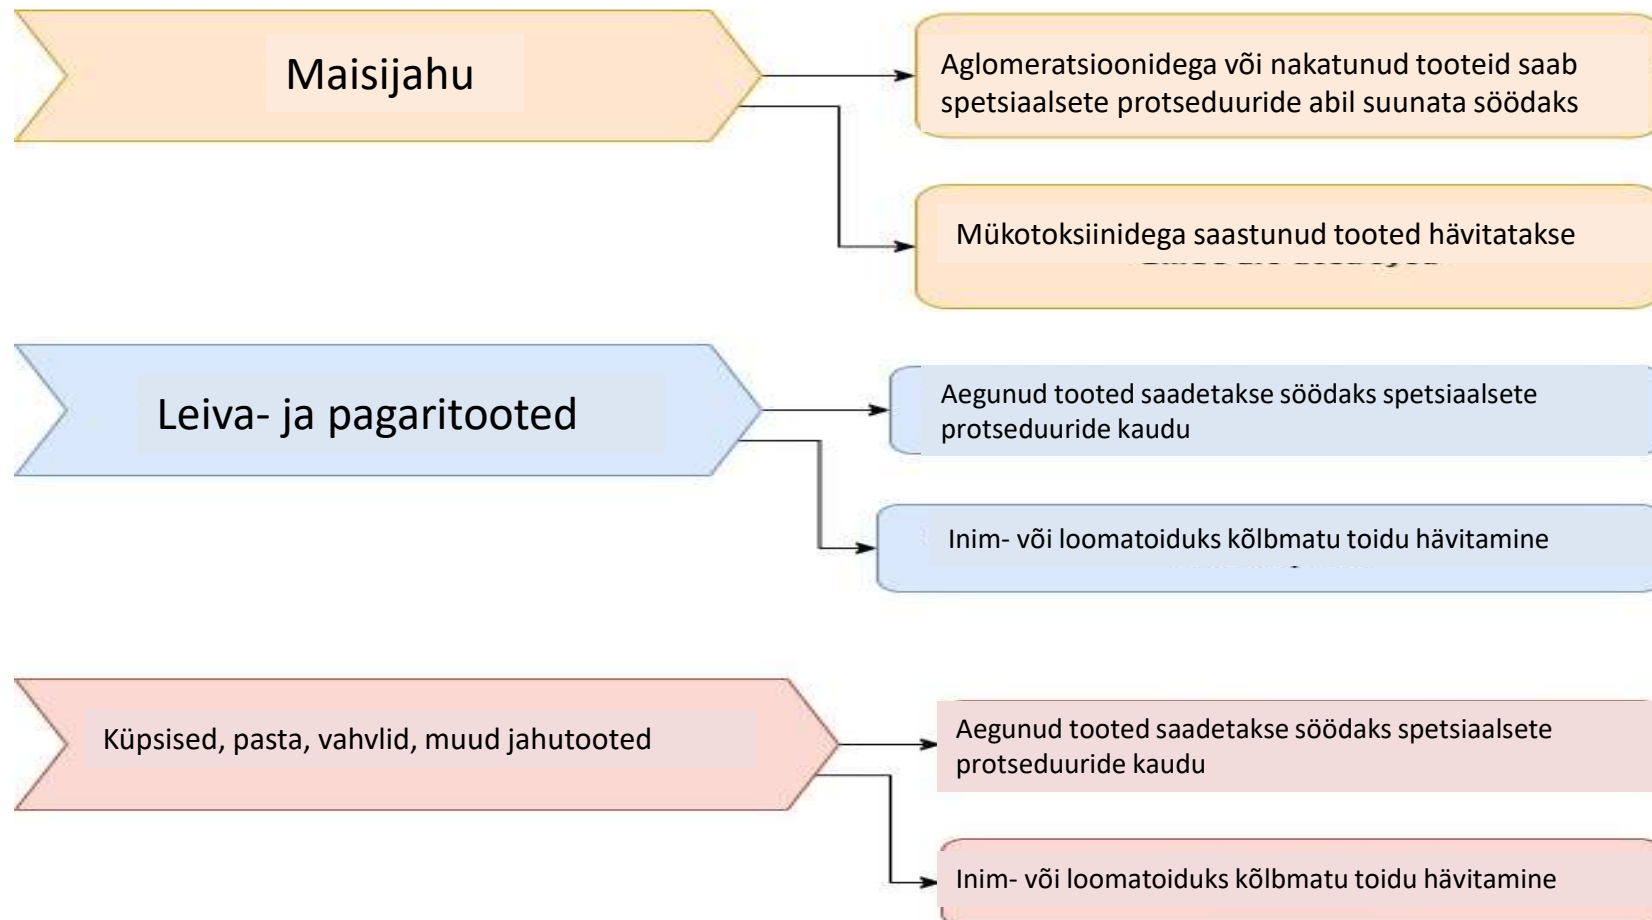 Maisijahu
Aglomeratsioonidega või nakatunud tooteid saab
spetsiaalsete protseduuride abil suunata söödaks
Mükotoksiinidega saastunud tooted hävitatakse
Leiva- ja pagaritooted
Aegunud tooted saadetakse söödaks spetsiaalsete
protseduuride kaudu
Inim- või loomatoiduks kõlbmatu toidu hävitamine
Küpsised, pasta, vahvlid, muud jahutooted
Aegunud tooted saadetakse söödaks spetsiaalsete
protseduuride kaudu
Inim- või loomatoiduks kõlbmatu toidu hävitamine